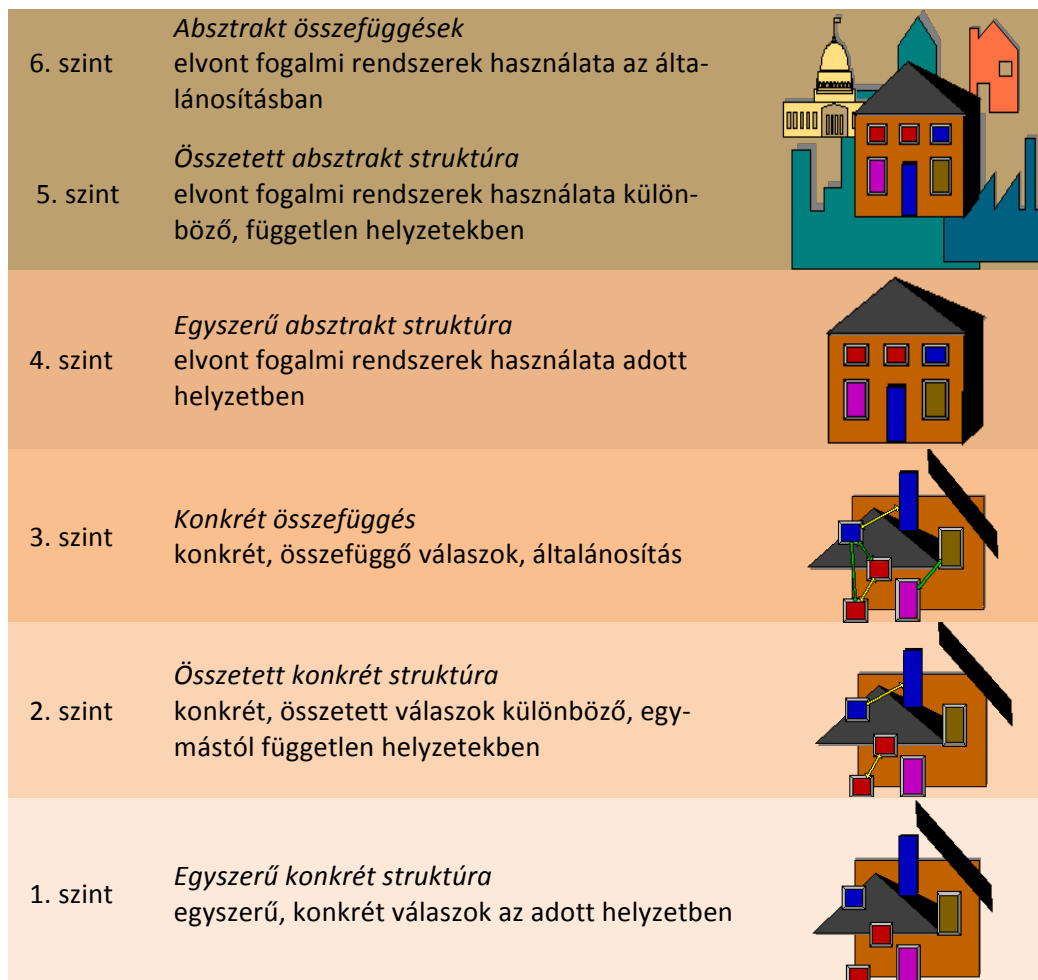 Absztrakt összefüggések
6. szint elvont fogalmi rendszerek használata az álta-
lánosításban
Összetett absztrakt struktúra
5. szint elvont fogalmi rendszerek használata külön-
böző, független helyzetekben
Egyszerű absztrakt struktúra
4. szint elvont fogalmi rendszerek használata adott
helyzetben
Konkrét összefüggés
3. szint
konkrét, összefüggő válaszok, általánosítás
Összetett konkrét struktúra
2. szint konkrét, összetett válaszok különböző, egy-
mástól független helyzetekben
Egyszerű konkrét struktúra
1. szint
egyszerű, konkrét válaszok az adott helyzetben